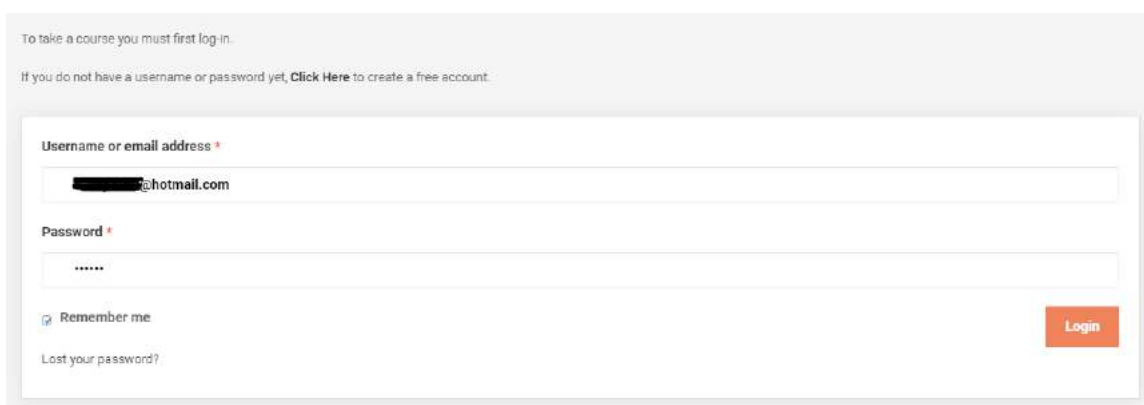 To take a course you must first log-in.
If you do not have a username or password yet, Click Here to create a free account.
Username or email address *
@hotmail.com
Password *
••••••
Remember me
Login
Lost your password?